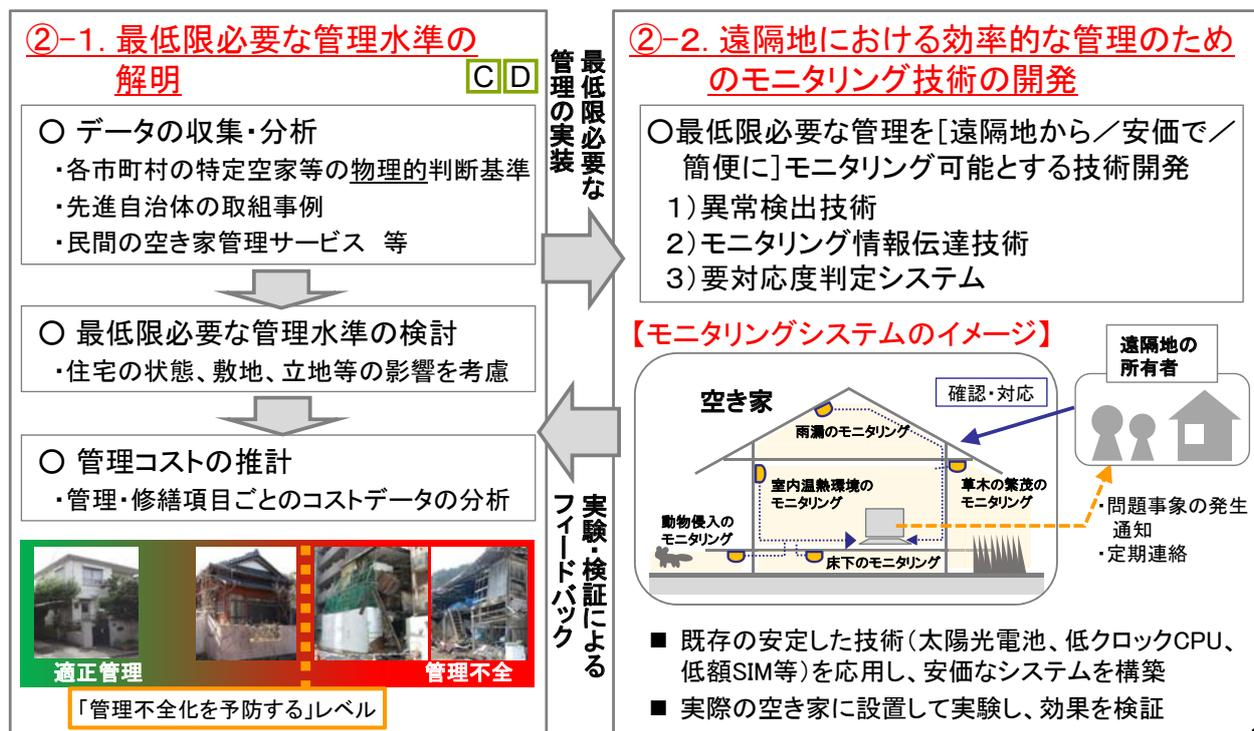 ②-1. 最低限必要な管理水準の
解明
C D
〇 データの収集・分析
・各市町村の特定空家等の物理的判断基準
・先進自治体の取組事例
・民間の空き家管理サービス 等
〇 最低限必要な管理水準の検討
・住宅の状態、敷地、立地等の影響を考慮
〇 管理コストの推計
・管理・修繕項目ごとのコストデータの分析
適正管理
管理不全
「管理不全化を予防する」レベル
最低限必要な
管理の実装
実験・検証による
フィードバック
②-2. 遠隔地における効率的な管理のため
のモニタリング技術の開発
〇最低限必要な管理を[遠隔地から／安価で／
簡便に]モニタリング可能とする技術開発
１）異常検出技術
２）モニタリング情報伝達技術
３）要対応度判定システム
【モニタリングシステムのイメージ】
空き家
雨漏のモニタリング
室内温熱環境の
モニタリング
草木の繁茂の
モニタリング
動物侵入の
モニタリング
床下のモニタリング
確認・対応
遠隔地の
所有者
・問題事象の発生
通知
・定期連絡
■ 既存の安定した技術（太陽光電池、低クロックCPU、
低額SIM等）を応用し、安価なシステムを構築
■ 実際の空き家に設置して実験し、効果を検証